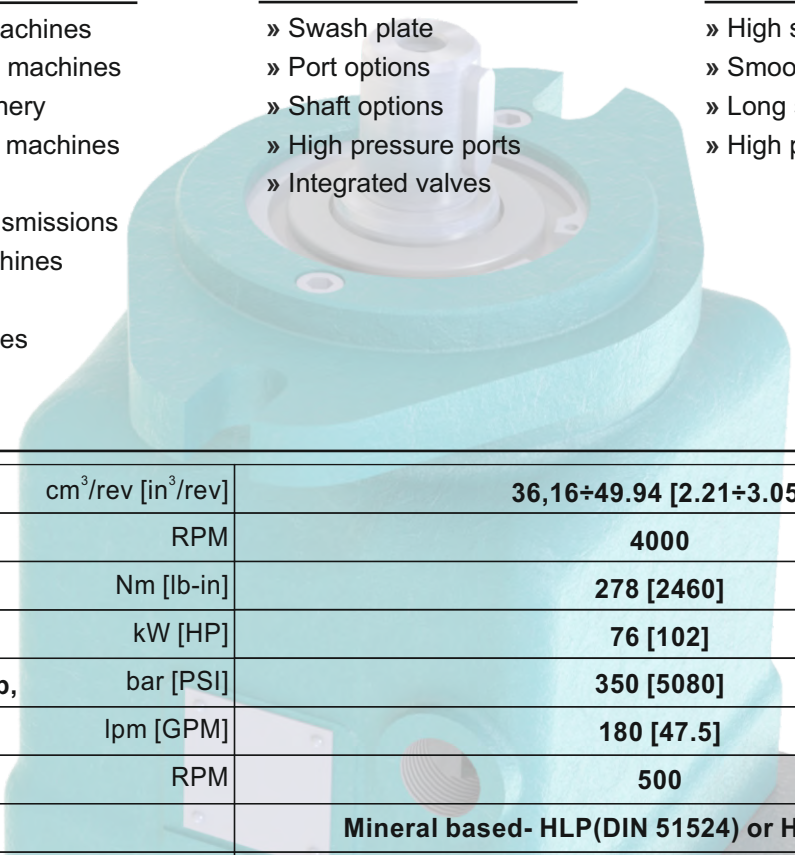 achines
machines
nery
machines
smissions
hines
es
» Swash plate
» Port options
» Shaft options
» High pressure ports
» Integrated valves
» High s
» Smoo
» Long
» High p
cm³/rev [in³/rev] 36,16÷49.94 [2.21÷3.05
RPM 4000
Nm [lb-in] 278 [2460]
kW [HP] 76 [102]
p, bar [PSI] 350 [5080]
lpm [GPM] 180 [47.5]
RPM 500
Mineral based- HLP(DIN 51524) or H